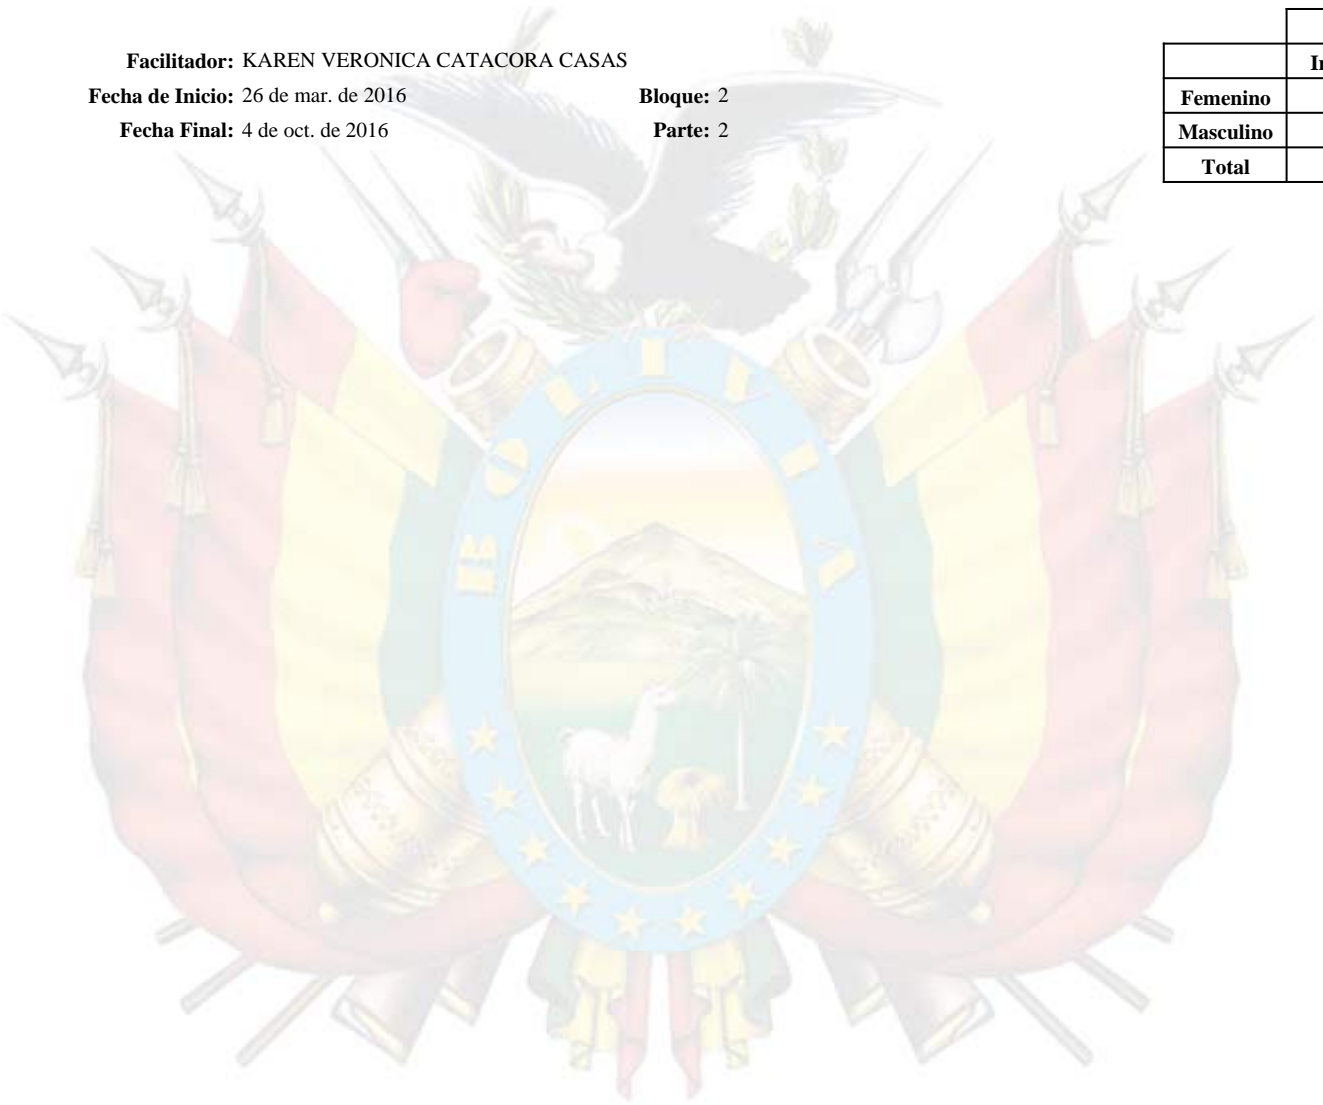 Facilitador: KAREN VERONICA CATACORA CASAS
Fecha de Inicio: 26 de mar. de 2016 Bloque: 2
Fecha Final: 4 de oct. de 2016 Parte: 2
Femenino
Masculino
Total
BOLIVIA